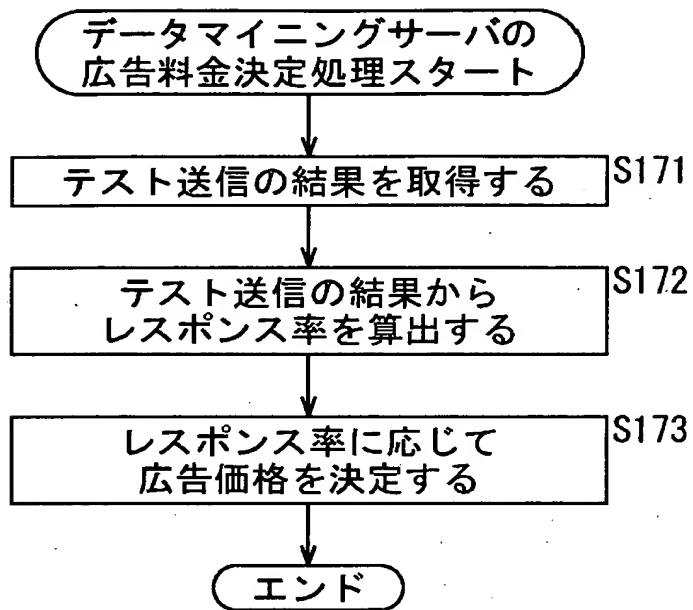 データマイニングサーバの
広告料金決定処理スタート
テスト送信の結果を取得する
S171
テスト送信の結果から
レスポンス率を算出する
S172
レスポンス率に応じて
広告価格を決定する
S173
エンド